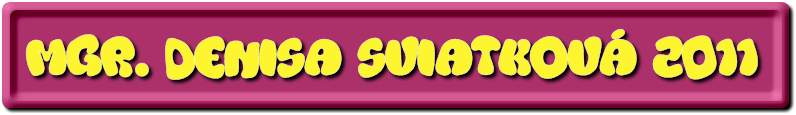 MGR. DENISA SVIATKOVÁ 2011